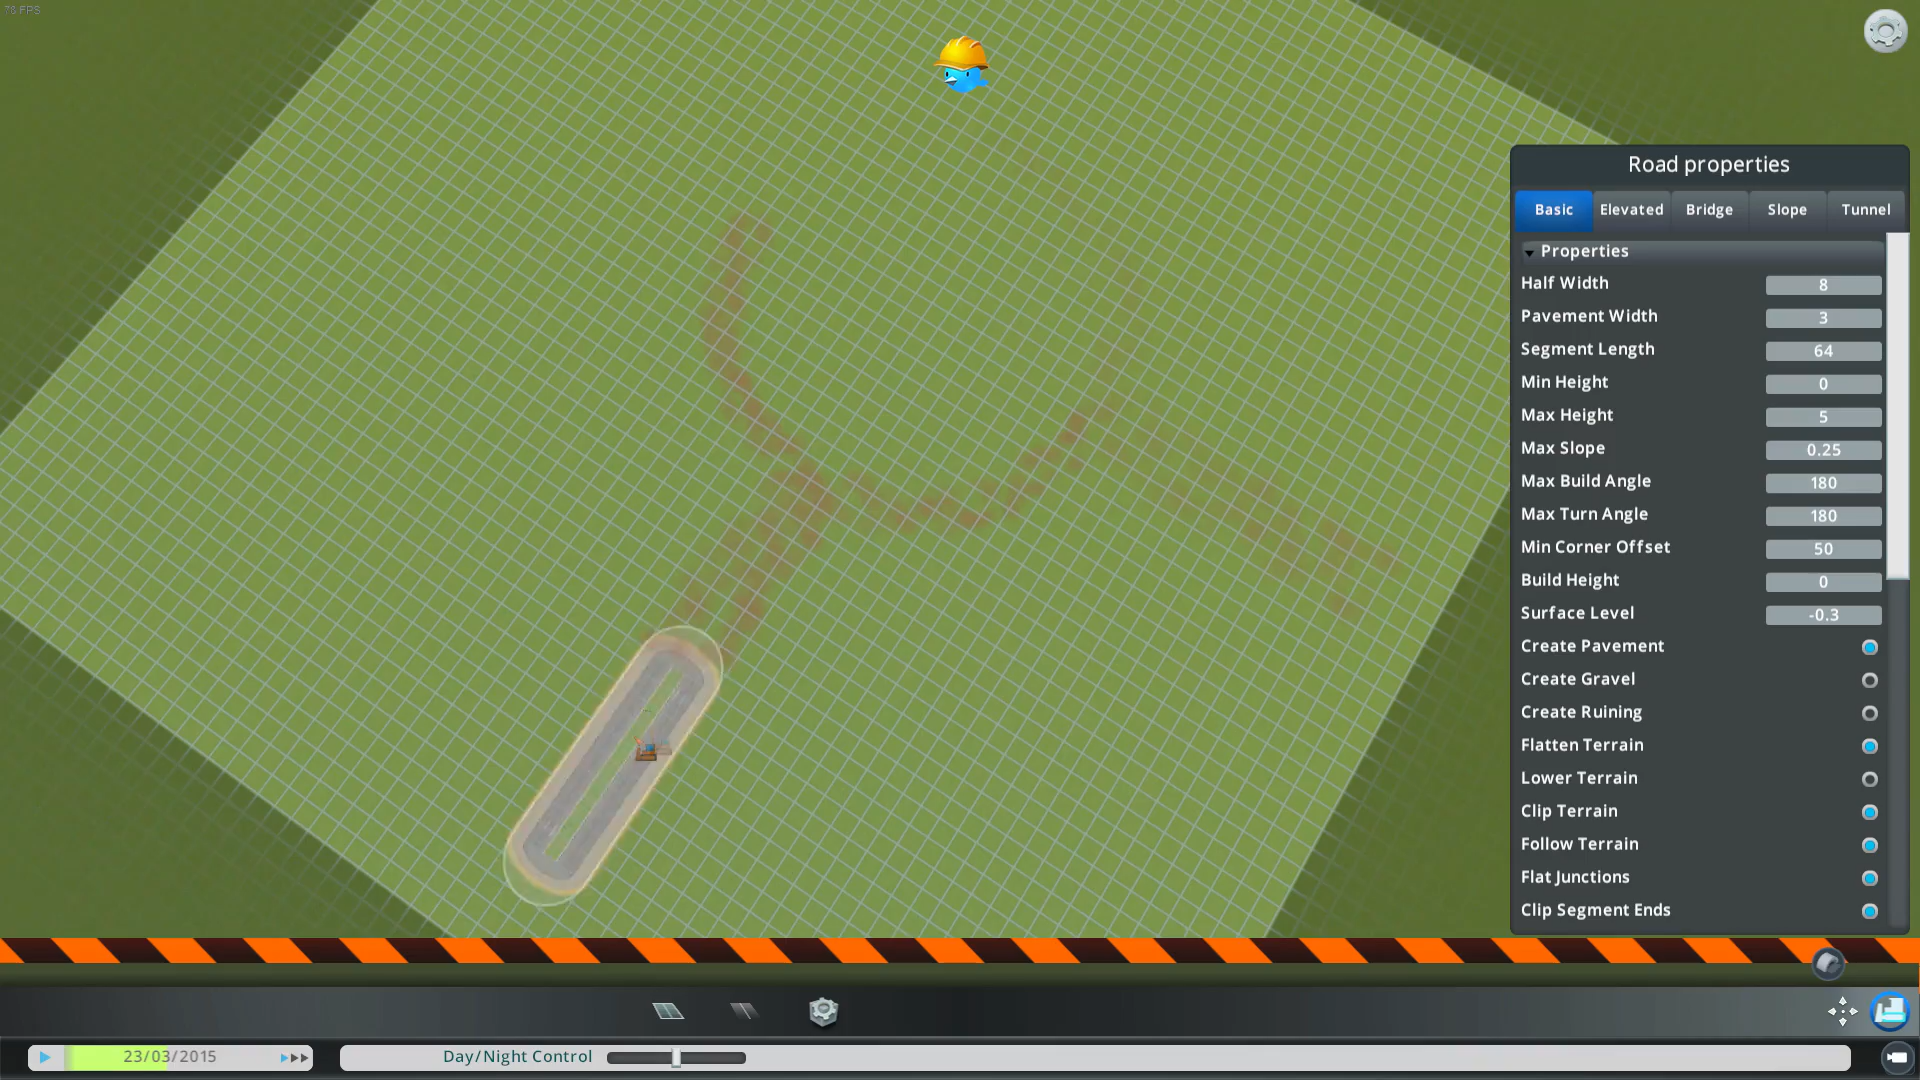 78 FPS
Road properties
Basic Elevated Bridge Slope Tunnel
Properties
Half Width 8
Pavement Width 3
Segment Length 64
Min Height 0
Max Height 5
Max Slope 0.25
Max Build Angle 180
Max Turn Angle 180
Min Corner Offset 50
Build Height 0
Surface Level -0.3
Create Pavement
Create Gravel
Create Ruining
Flatten Terrain
Lower Terrain
Clip Terrain
Follow Terrain
Flat Junctions
Clip Segment Ends
23/03/2015
Day/Night Control